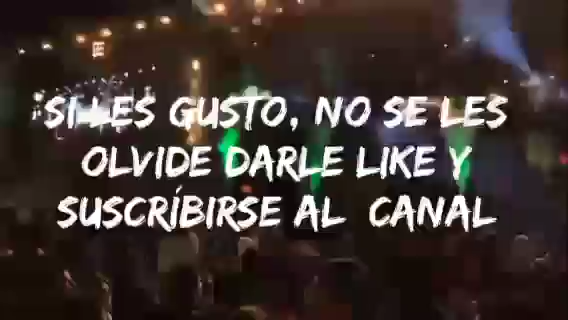 SI LES GUSTO, NO SE LES
OLVIDE DARLE LIKE Y
SUSCRÍBIRSE AL CANAL